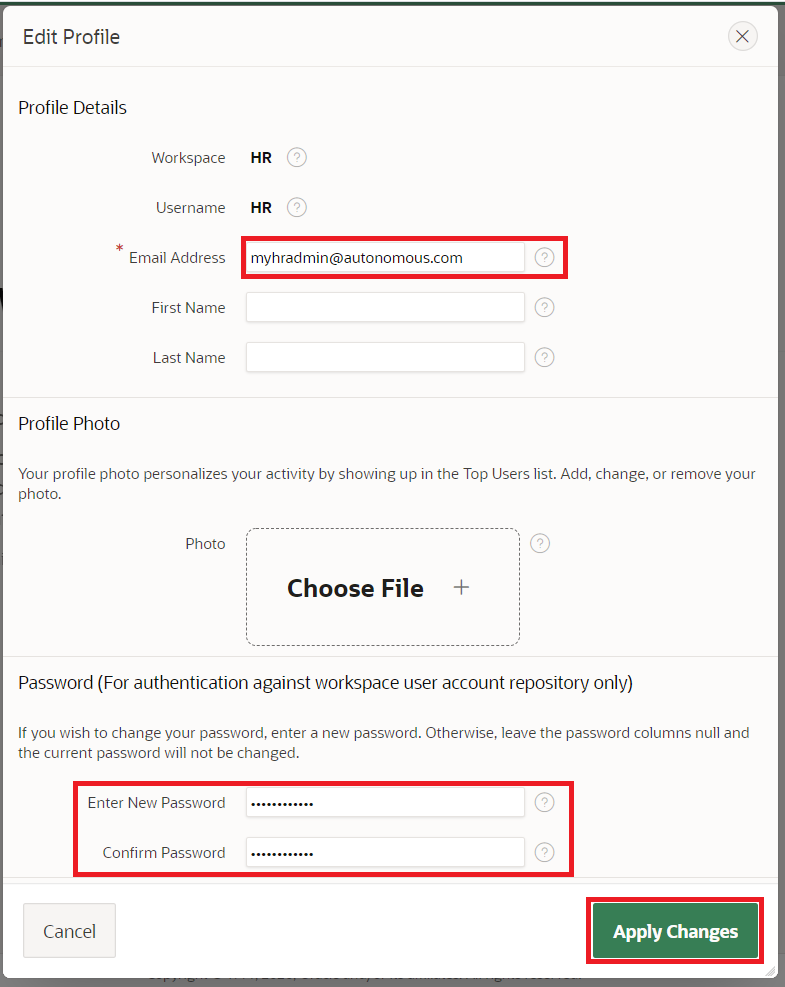 Edit Profile
Profile Details
Workspace HR ?
Username HR ?
* Email Address myhradmin@autonomous.com ?
First Name ?
Last Name ?
Profile Photo
Your profile photo personalizes your activity by showing up in the Top Users list. Add, change, or remove your
photo.
Photo Choose File + ?
Password (For authentication against workspace user account repository only)
If you wish to change your password, enter a new password. Otherwise, leave the password columns null and
the current password will not be changed.
Enter New Password •••••••••••• ?
Confirm Password •••••••••••• ?
Cancel Apply Changes